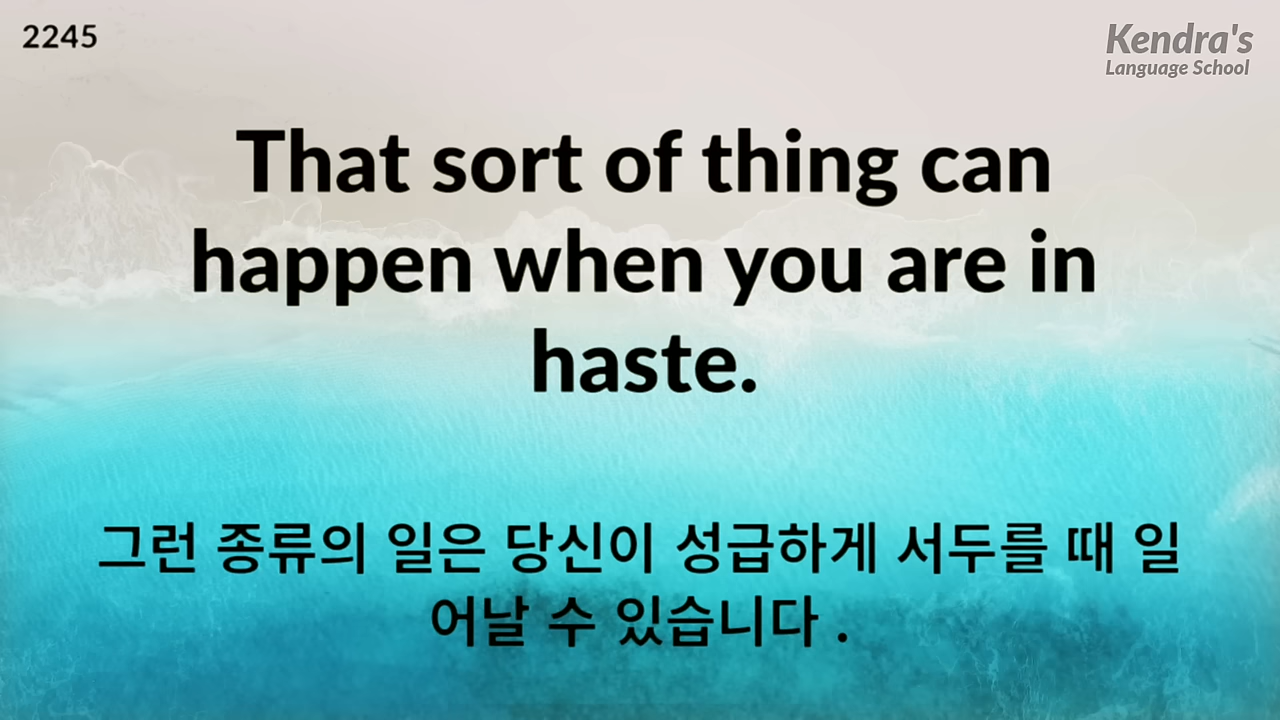 2245
Kendra's
Language School
That sort of thing can
happen when you are in
haste.
그런 종류의 일은 당신이 성급하게 서두를 때 일
어날 수 있습니다 .